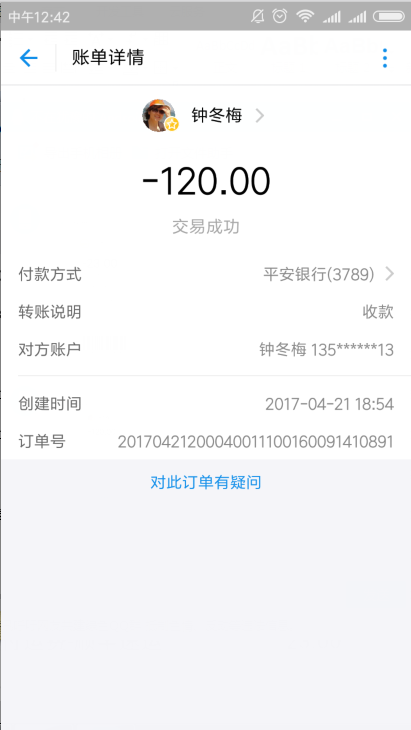 中午12:42
账单详情
钟冬梅
-120.00
交易成功
付款方式 平安银行(3789)
转账说明 收款
对方账户 钟冬梅 135******13
创建时间 2017-04-21 18:54
订单号 20170421200040011100160091410891
对此订单有疑问